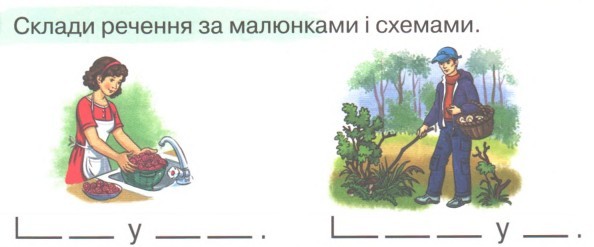 Склади речення за малюнками і схемами.
у . у .